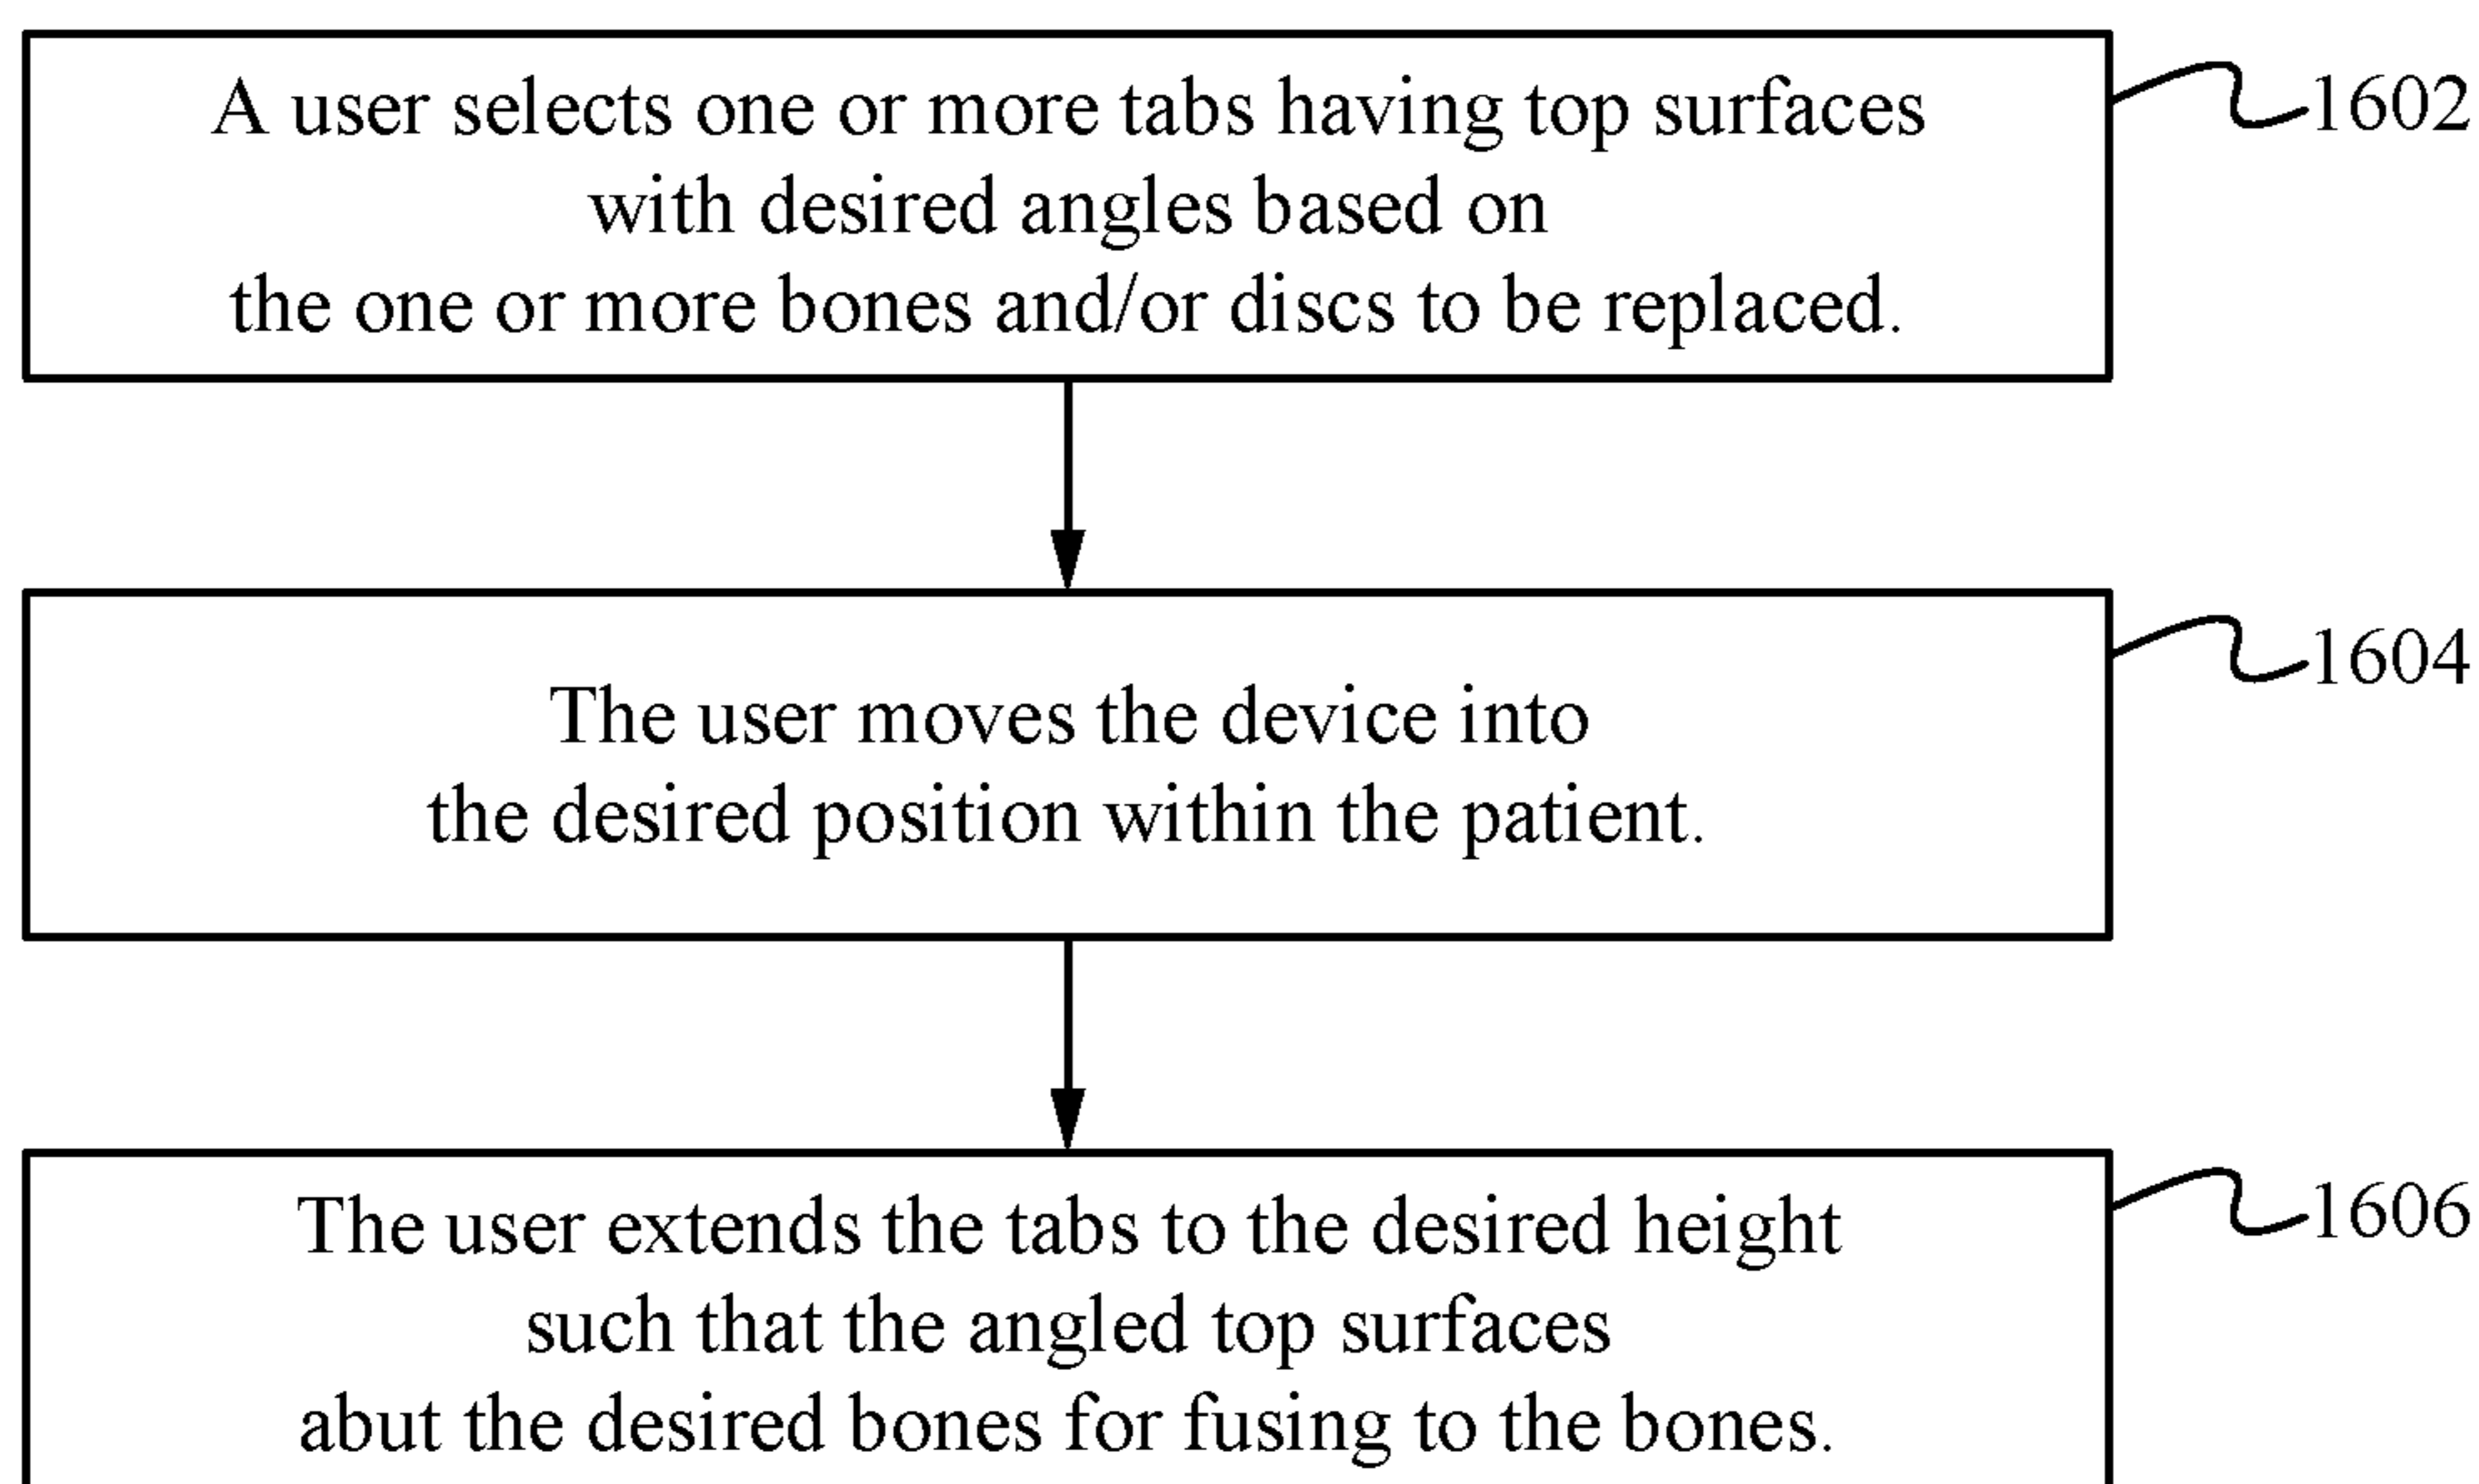 A user selects one or more tabs having top surfaces
with desired angles based on
the one or more bones and/or discs to be replaced.
1602
The user moves the device into
the desired position within the patient.
1604
The user extends the tabs to the desired height
such that the angled top surfaces
abut the desired bones for fusing to the bones.
1606